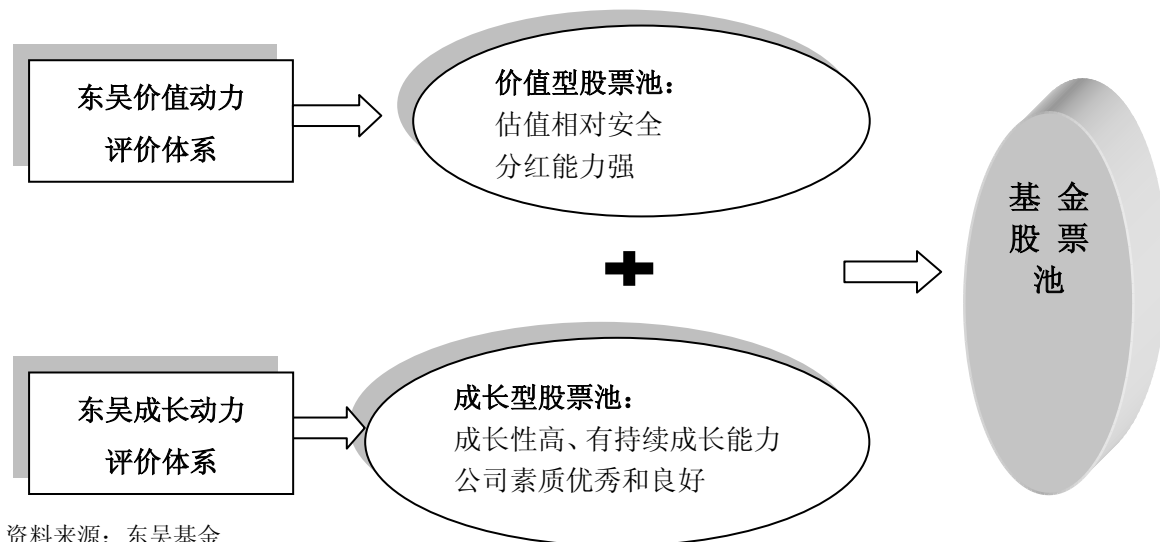 东吴价值动力
评价体系
价值型股票池：
估值相对安全
分红能力强
基 金
股 票
池
东吴成长动力
评价体系
成长型股票池：
成长性高、有持续成长能力
公司素质优秀和良好
资料来源：东吴基金